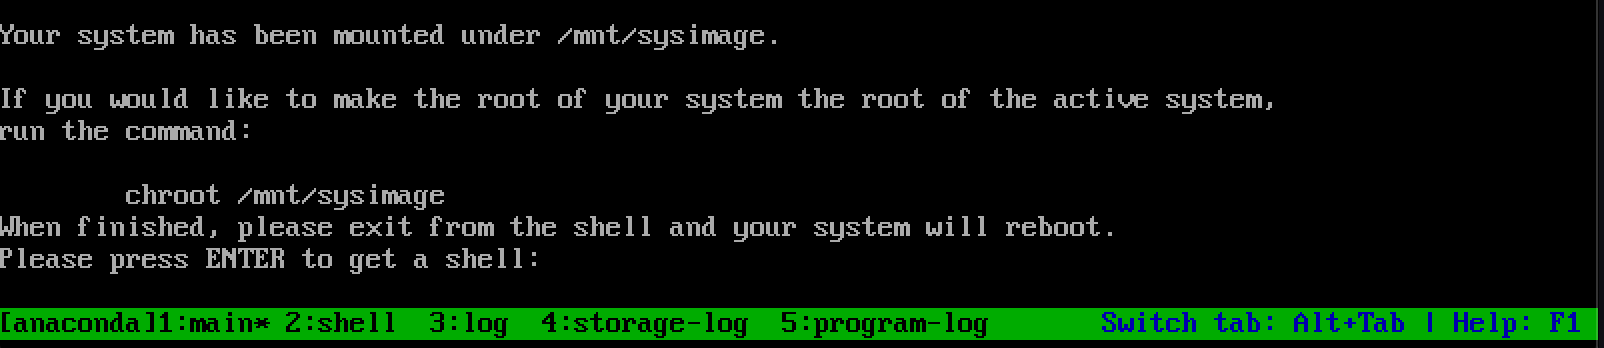 Your system has been mounted under /mnt/sysimage.
If you would like to make the root of your system the root of the active system,
run the command:
chroot /mnt/sysimage
When finished, please exit from the shell and your system will reboot.
Please press ENTER to get a shell:
[anaconda]1:main* 2:shell  3:log  4:storage-log  5:program-log       Switch tab: Alt+Tab | Help: F1